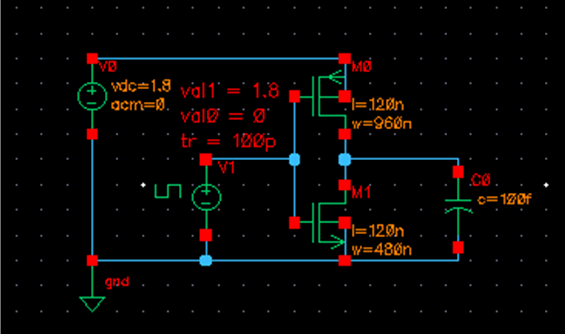 V0
vdc=1.8
acm=0
val1 = 1.8
val0 = 0
tr = 100p
V1
M0
l=120n
w=960n
M1
l=120n
w=480n
C0
c=100f
gnd